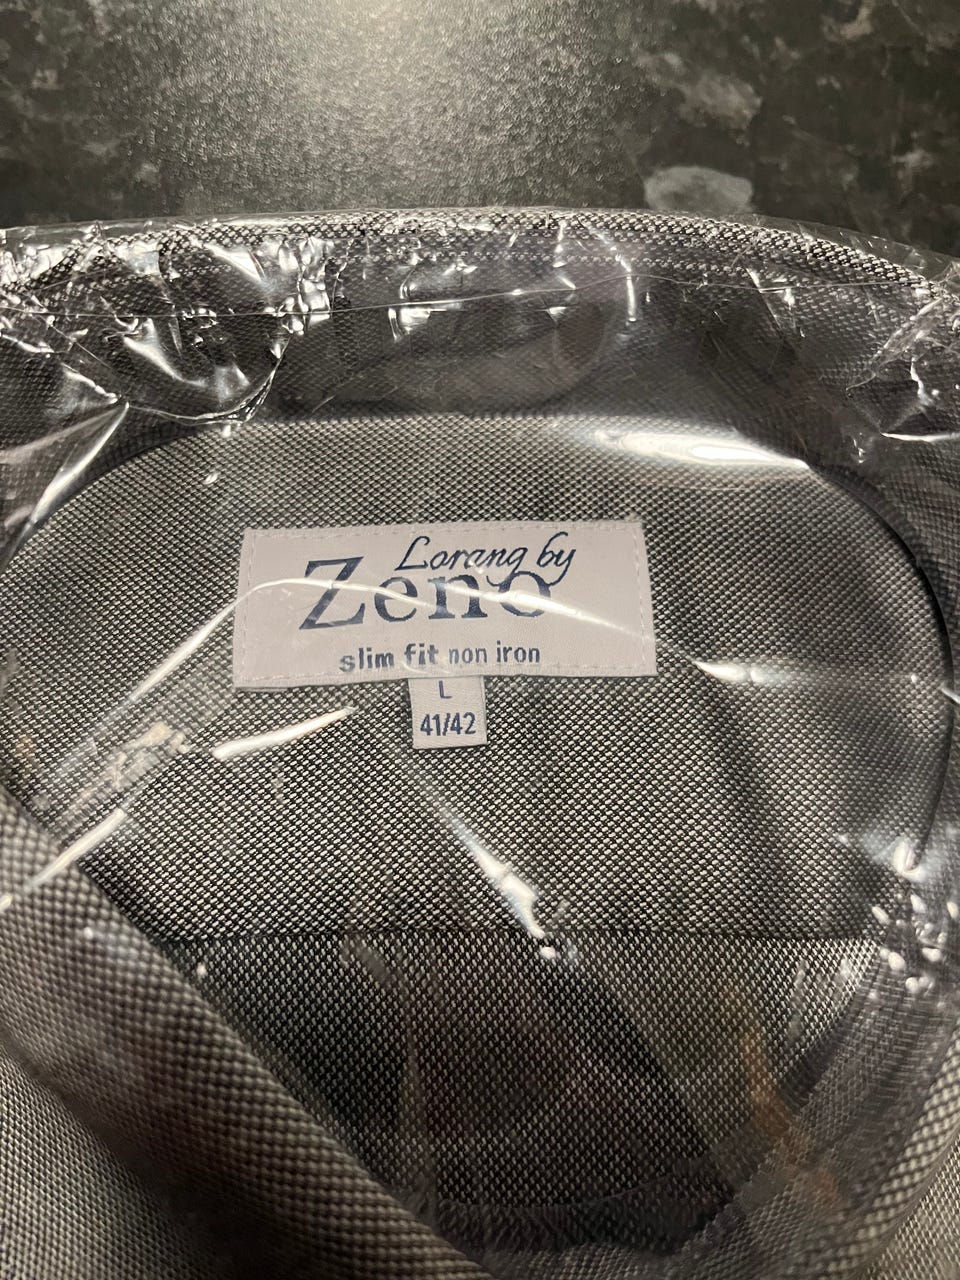 Lorang by
Zeno
slim fit non iron
L
41/42